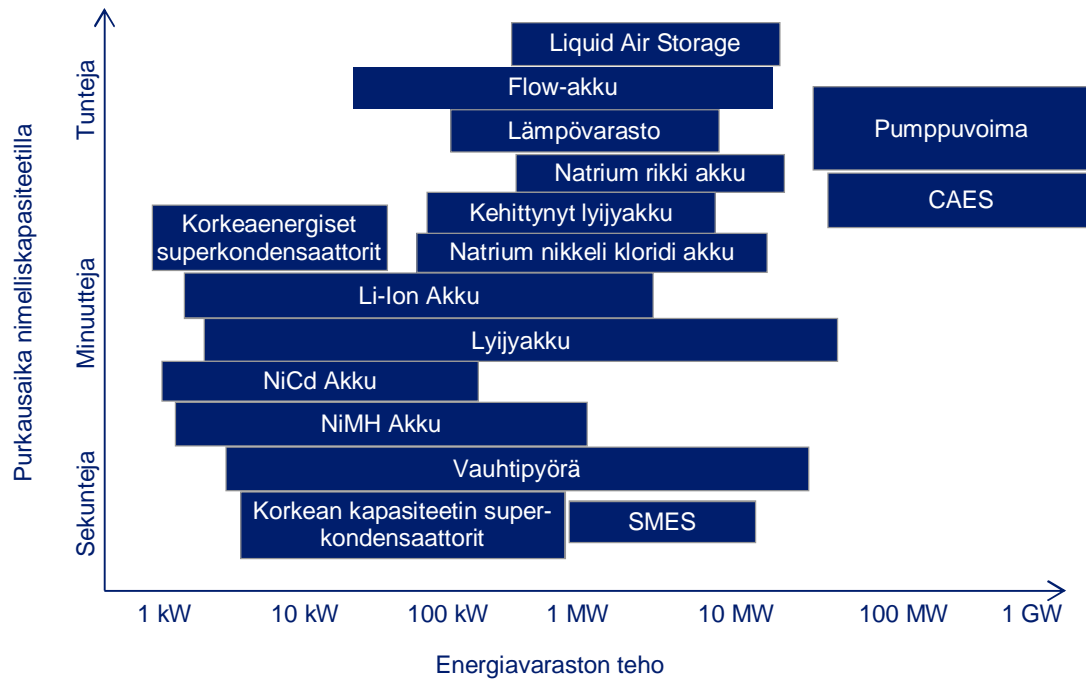 Liquid Air Storage
Flow-akku
Lämpövarasto
Pumppuvoima
Natrium rikki akku
CAES
Kehittynyt lyijyakku
Korkeaenergiset
superkondensaattorit
Natrium nikkeli kloridi akku
Li-Ion Akku
Lyijyakku
NiCd Akku
NiMH Akku
Vauhtipyörä
Korkean kapasiteetin super-
kondensaattorit
SMES
Purkausaika nimelliskapasiteetilla
Tunteja
Minuutteja
Sekunteja
1 kW 10 kW 100 kW 1 MW 10 MW 100 MW 1 GW
Energiavaraston teho